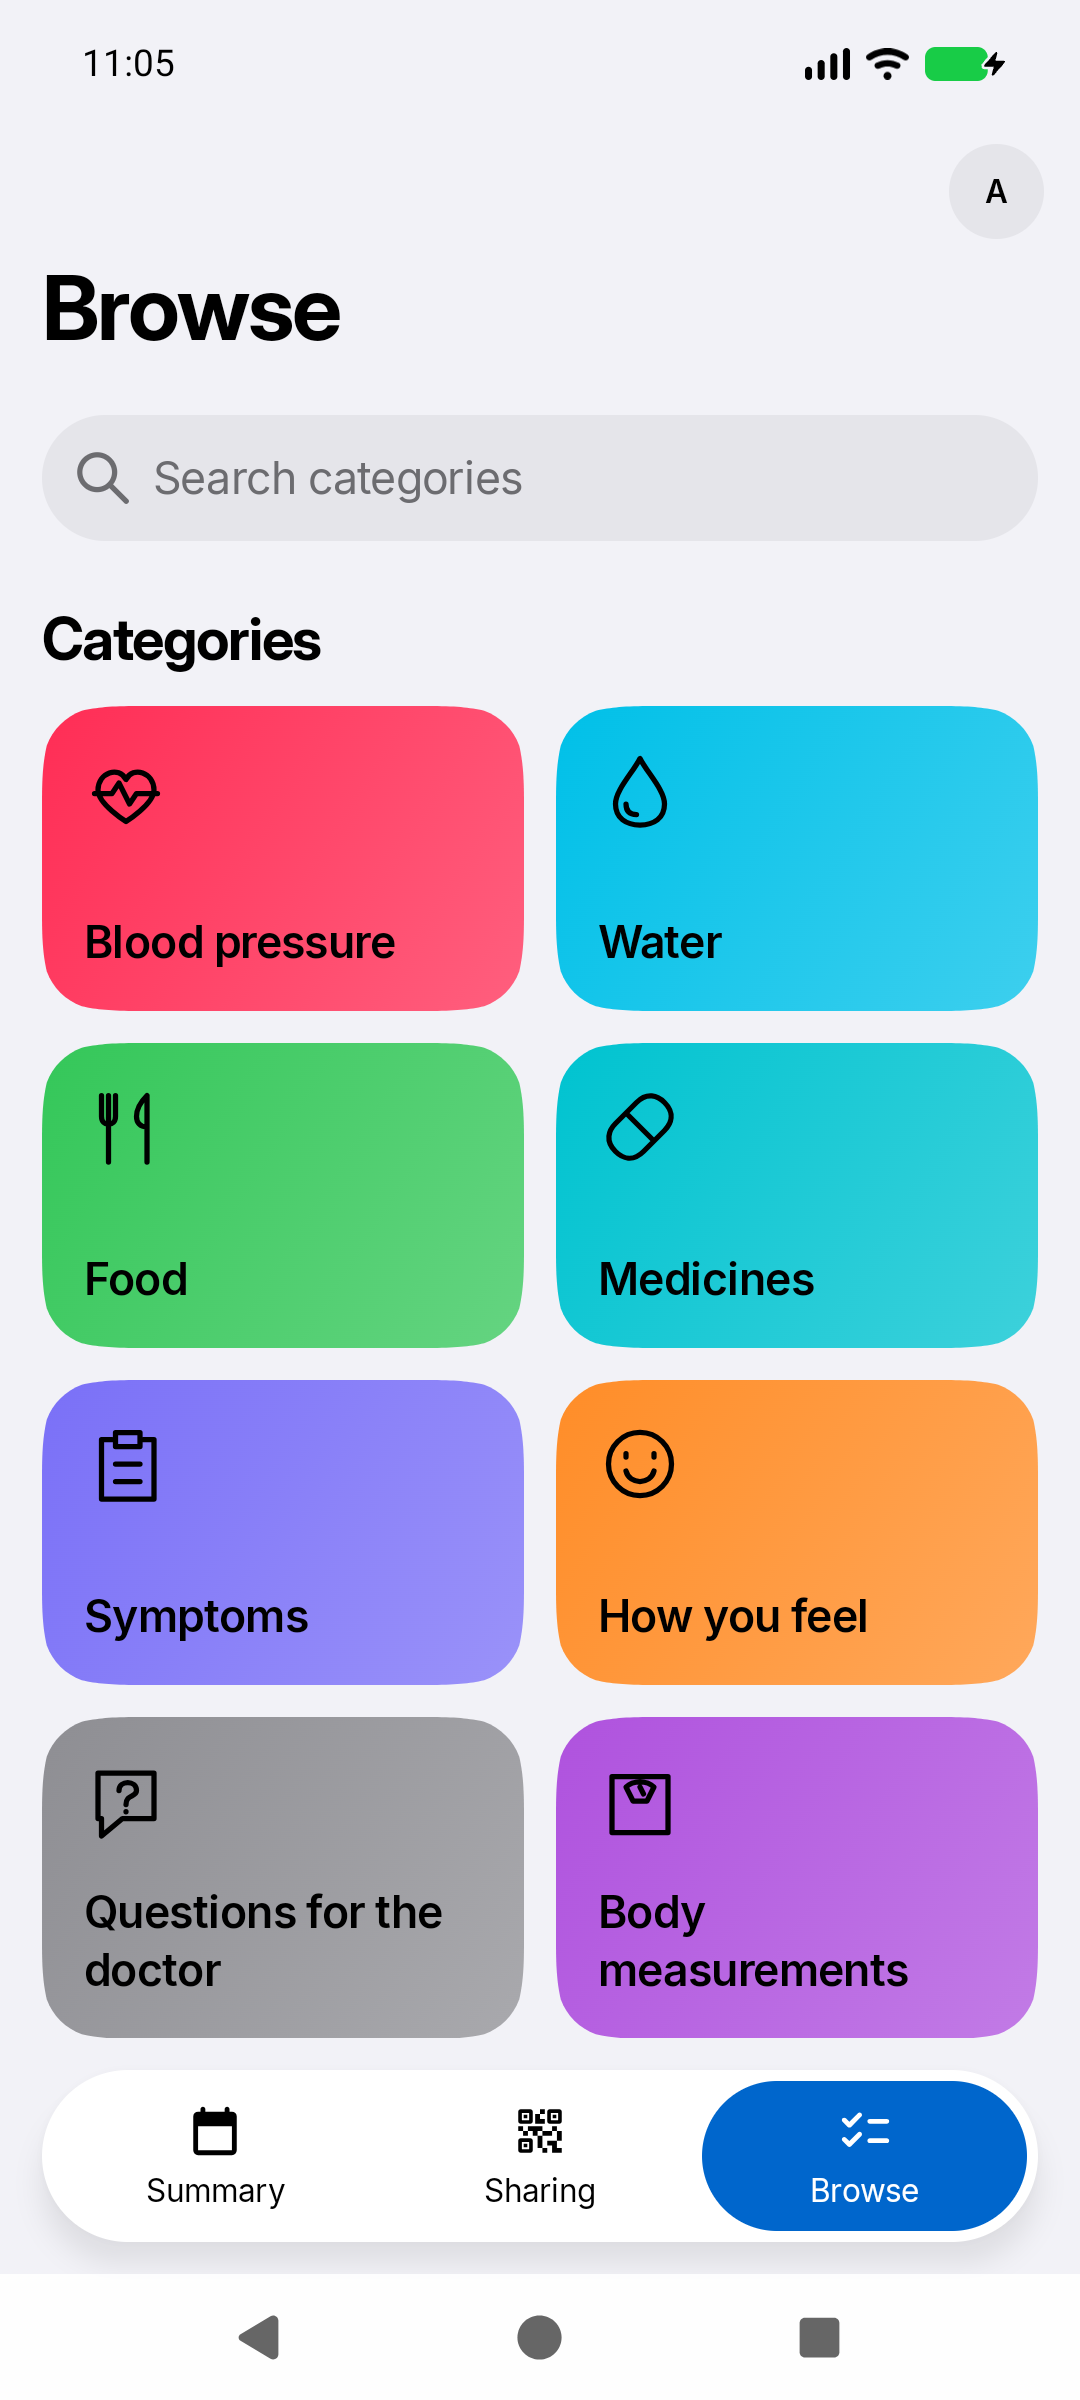 11:05
A
Browse
Search categories
Categories
Blood pressure
Water
Food
Medicines
Symptoms
How you feel
Questions for the
doctor
Body
measurements
Summary
Sharing
Browse